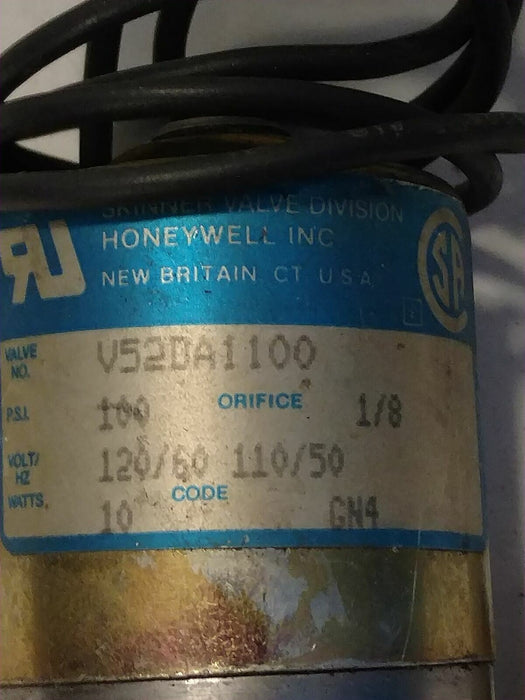 SKINNER VALVE DIVISION
HONEYWELL INC
NEW BRITAIN CT USA
VALVE NO. V52DA1100
P.S.I. 100 ORIFICE 1/8
VOLT/HZ 120/60 110/50
WATTS. 10 CODE GN4